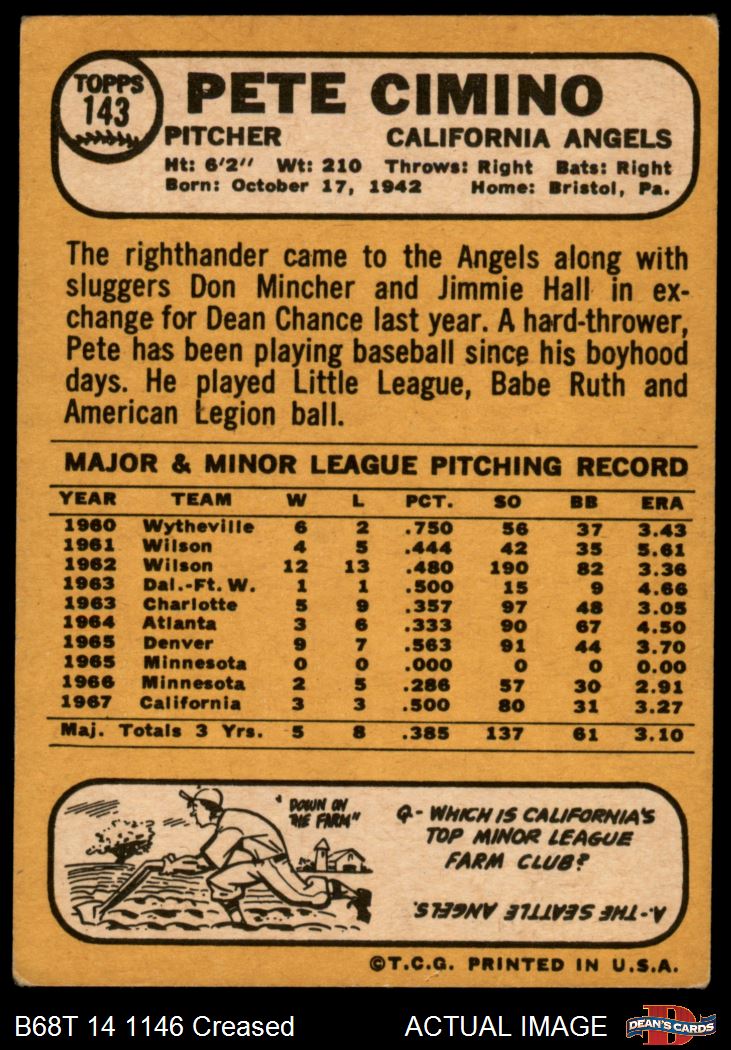 TOPPS
143
PETE CIMINO
PITCHER CALIFORNIA ANGELS
Ht: 6'2" Wt: 210 Throws: Right Bats: Right
Born: October 17, 1942 Home: Bristol, Pa.
The righthander came to the Angels along with
sluggers Don Mincher and Jimmie Hall in ex-
change for Dean Chance last year. A hard-thrower,
Pete has been playing baseball since his boyhood
days. He played Little League, Babe Ruth and
American Legion ball.
MAJOR & MINOR LEAGUE PITCHING RECORD
YEAR TEAM W L PCT. SO BB ERA
1960 Wytheville 6 2 .750 56 37 3.43
1961 Wilson 4 5 .444 42 35 5.61
1962 Wilson 12 13 .480 190 82 3.36
1963 Dal.-Ft. W. 1 1 .500 15 9 4.66
1963 Charlotte 5 9 .357 97 48 3.05
1964 Atlanta 3 6 .333 90 67 4.50
1965 Denver 9 7 .563 91 44 3.70
1965 Minnesota 0 0 .000 0 0 0.00
1966 Minnesota 2 5 .286 57 30 2.91
1967 California 3 3 .500 80 31 3.27
Maj. Totals 3 Yrs. 5 8 .385 137 61 3.10
"DOWN ON
THE FARM"
Q- WHICH IS CALIFORNIA'S
TOP MINOR LEAGUE
FARM CLUB?
A- THE SEATTLE ANGELS.
©T.C.G. PRINTED IN U.S.A.
B68T 14 1146 Creased ACTUAL IMAGE
D
DEAN'S CARDS